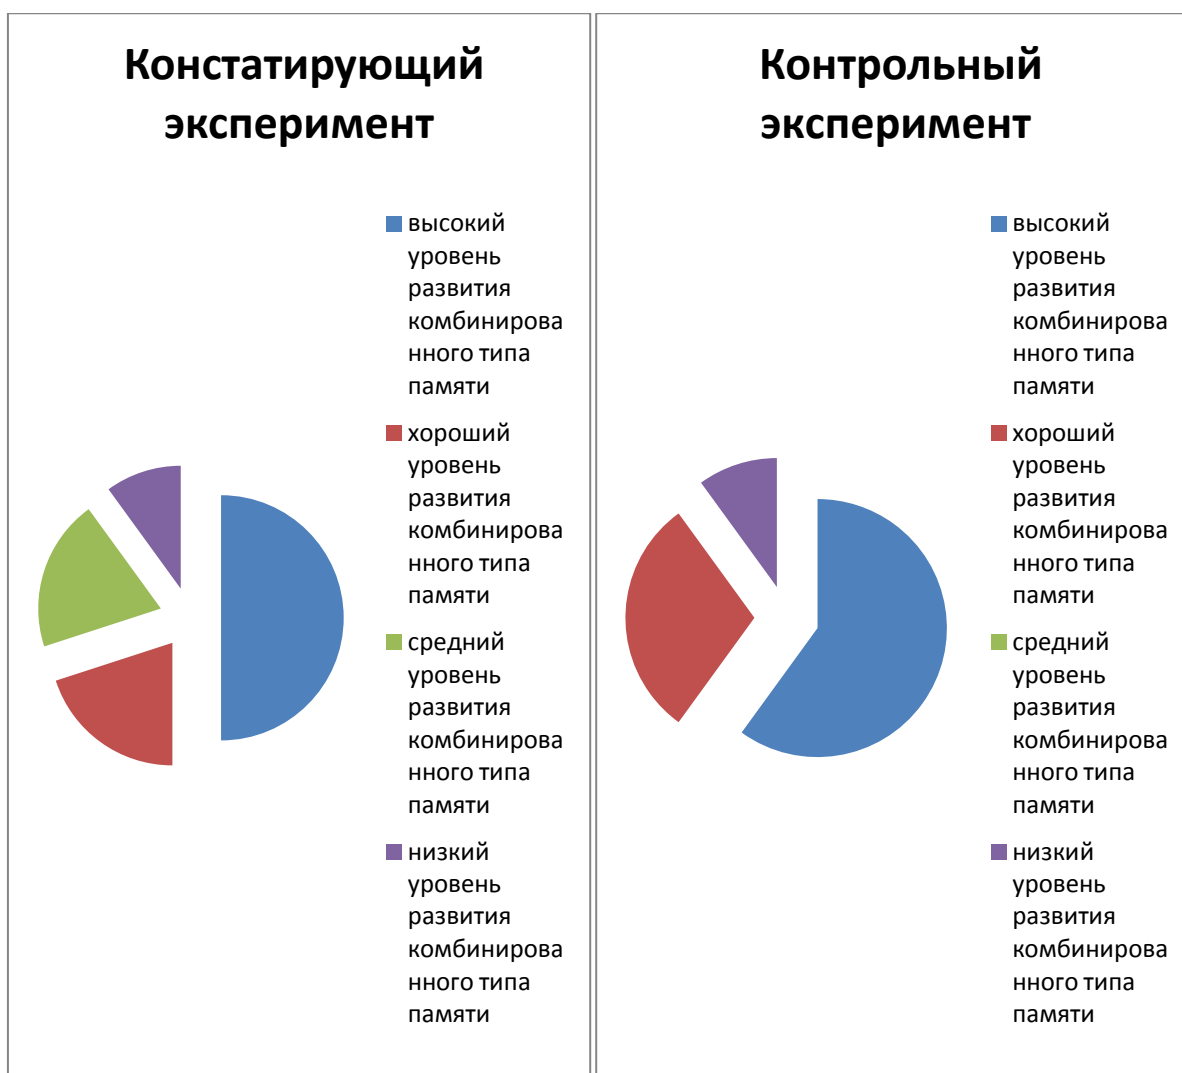 Констатирующий
эксперимент
высокий
уровень
развития
комбинирова
нного типа
памяти
хороший
уровень
развития
комбинирова
нного типа
памяти
средний
уровень
развития
комбинирова
нного типа
памяти
низкий
уровень
развития
комбинирова
нного типа
памяти
Контрольный
эксперимент
высокий
уровень
развития
комбинирова
нного типа
памяти
хороший
уровень
развития
комбинирова
нного типа
памяти
средний
уровень
развития
комбинирова
нного типа
памяти
низкий
уровень
развития
комбинирова
нного типа
памяти